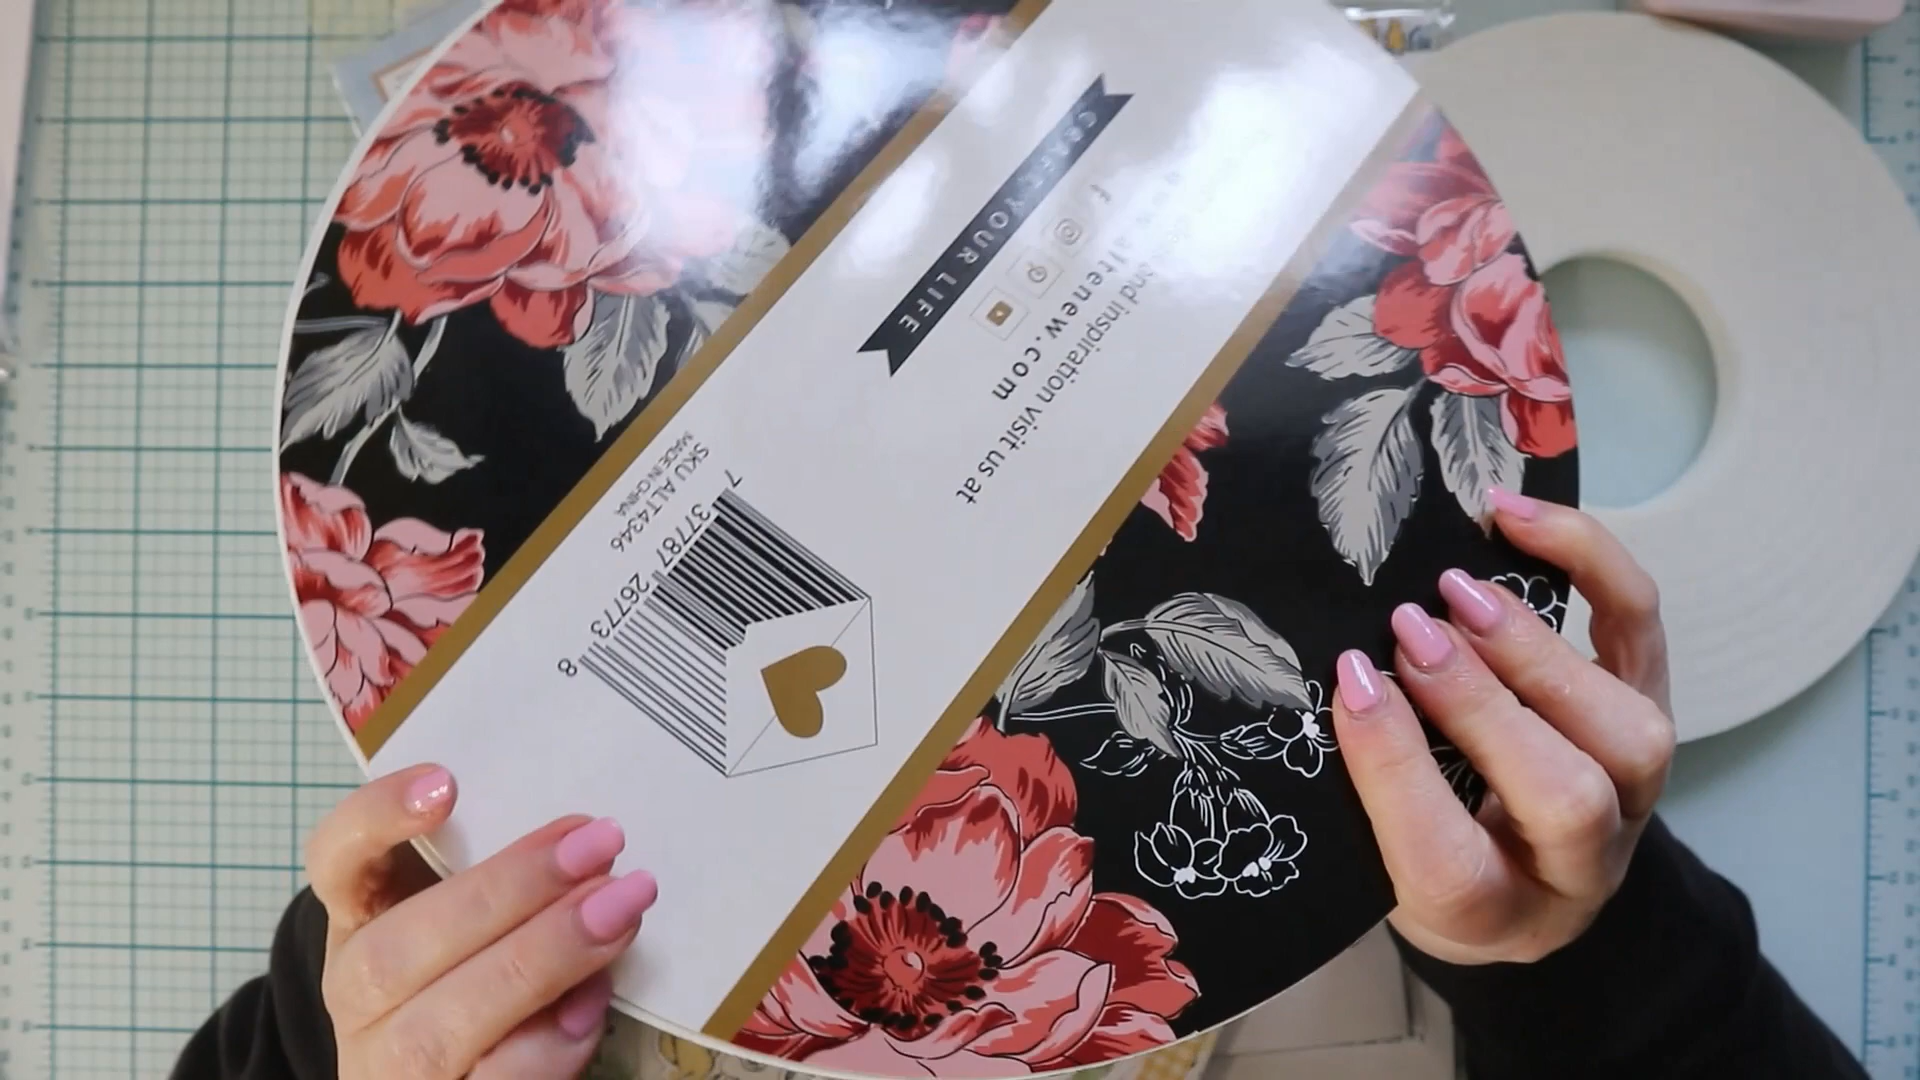 CRAFT YOUR LIFE
and inspiration visit us at
altenew.com
SKU ALT4346
MADE IN CHINA
7 37787 26773 8